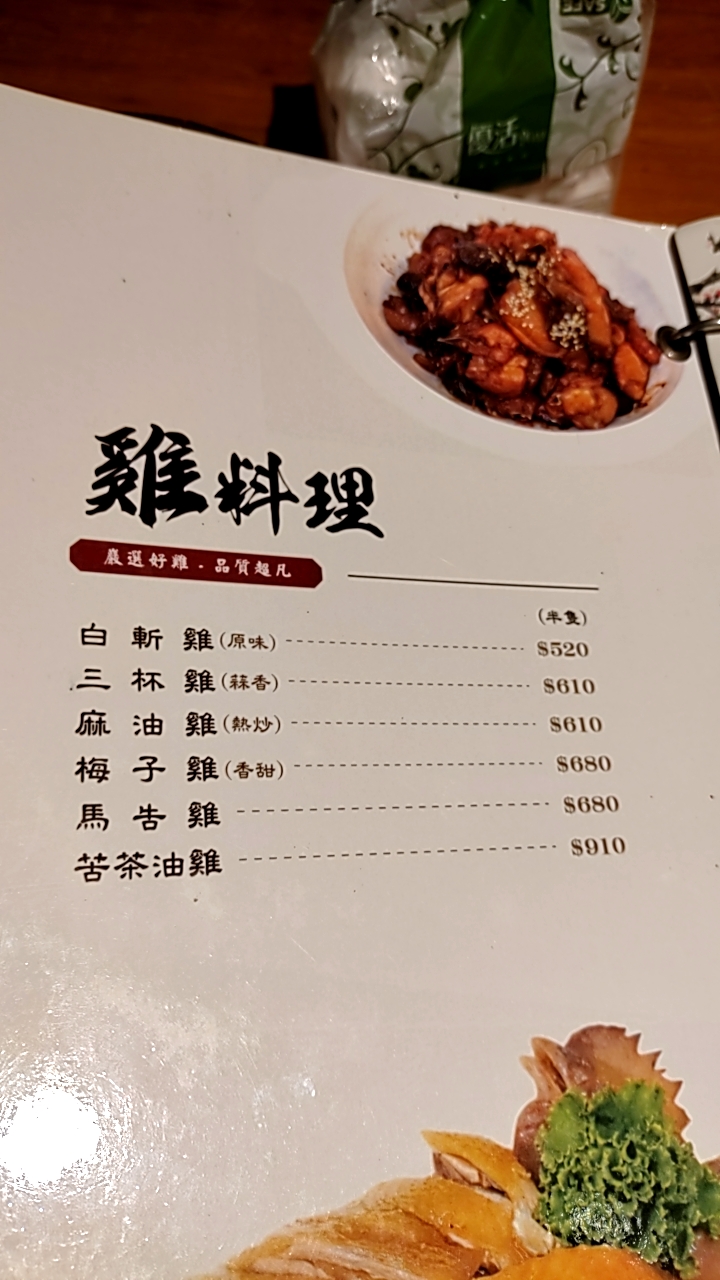 優活
雞料理
嚴選好雞．品質超凡
(半隻)
白斬雞(原味) $520
三杯雞(蒜香) $610
麻油雞(熱炒) $610
梅子雞(香甜) $680
馬告雞 $680
苦茶油雞 $910